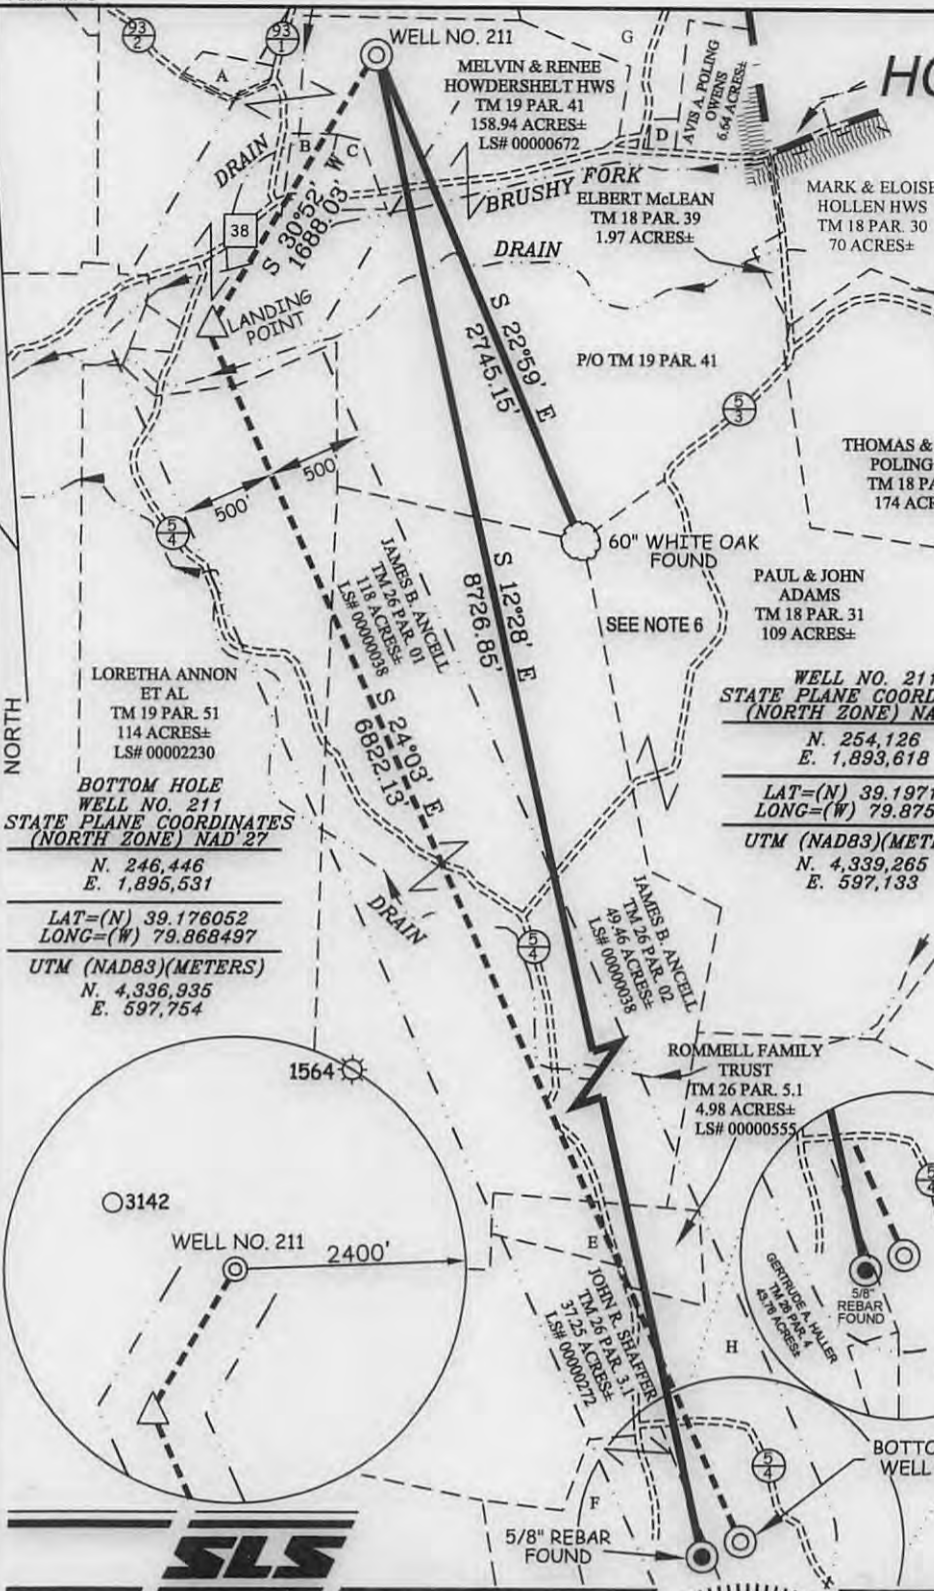 93
2
93
1
WELL NO. 211
G
HO
A
MELVIN & RENEE
HOWDERSHELT HWS
TM 19 PAR. 41
158.94 ACRES±
LS# 00000672
AVIS A. POLING
OWENS
6.64 ACRES±
D
B
C
DRAIN
BRUSHY FORK
ELBERT McLEAN
TM 18 PAR. 39
1.97 ACRES±
MARK & ELOISE
HOLLEN HWS
TM 18 PAR. 30
70 ACRES±
38
S 30°52' W
1688.03'
DRAIN
LANDING
POINT
S 22°59' E
2745.15'
P/O TM 19 PAR. 41
5
3
THOMAS &
POLING
TM 18 PA
174 ACR
500'
500'
5
4
60" WHITE OAK
FOUND
JAMES B. ANCELL
TM 26 PAR. 01
118 ACRES±
LS# 00000038
S 12°28' E
8726.85'
PAUL & JOHN
ADAMS
TM 18 PAR. 31
109 ACRES±
SEE NOTE 6
LORETHA ANNON
ET AL
TM 19 PAR. 51
114 ACRES±
LS# 00002230
NORTH
S 24°03' E
6822.13'
WELL NO. 211
STATE PLANE COORD
(NORTH ZONE) NA
N. 254,126
E. 1,893,618
LAT=(N) 39.1971
LONG=(W) 79.875
UTM (NAD83)(METE
N. 4,339,265
E. 597,133
BOTTOM HOLE
WELL NO. 211
STATE PLANE COORDINATES
(NORTH ZONE) NAD'27
N. 246,446
E. 1,895,531
LAT=(N) 39.176052
LONG=(W) 79.868497
UTM (NAD83)(METERS)
N. 4,336,935
E. 597,754
DRAIN
JAMES B. ANCELL
TM 26 PAR. 02
49.46 ACRES±
LS# 00000038
5
4
ROMMELL FAMILY
TRUST
TM 26 PAR. 5.1
4.98 ACRES±
LS# 00000555
1564
3142
WELL NO. 211
2400'
5
4
E
JOHN R. SHAFFER
TM 26 PAR. 3.1
37.25 ACRES±
LS# 00000272
GERTRUDE A. HALLER
TM 26 PAR. 4
43.76 ACRES±
5/8"
REBAR
FOUND
H
5
4
BOTTO
WELL
F
5/8" REBAR
FOUND
SLS